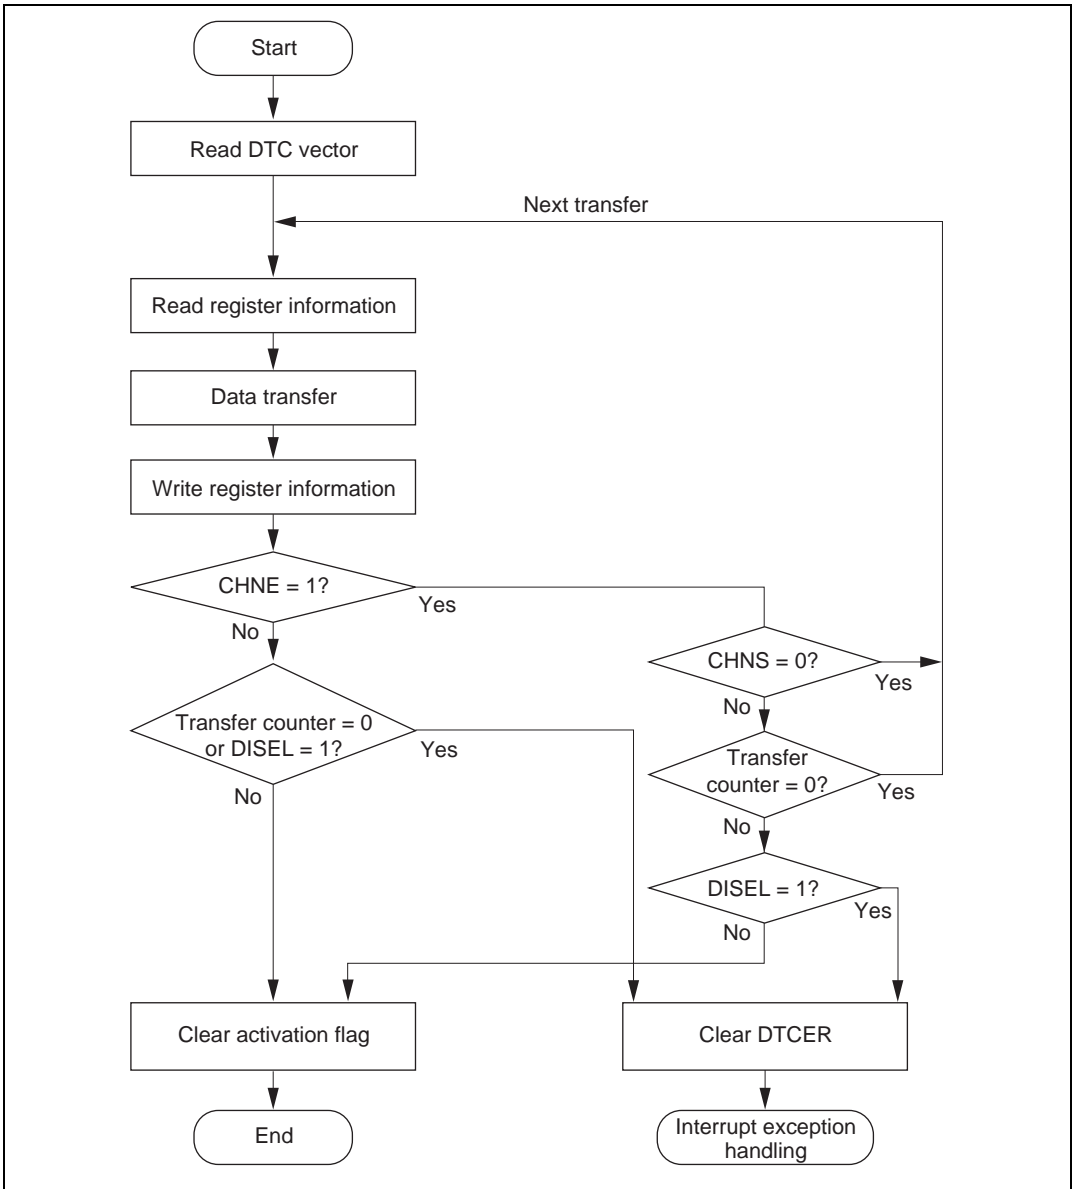 Start
Read DTC vector
Next transfer
Read register information
Data transfer
Write register information
CHNE = 1?
Yes
No
CHNS = 0?
Yes
No
Transfer counter = 0
or DISEL = 1?
Yes
No
Transfer
counter = 0?
Yes
No
DISEL = 1?
Yes
No
Clear activation flag
Clear DTCER
End
Interrupt exception
handling